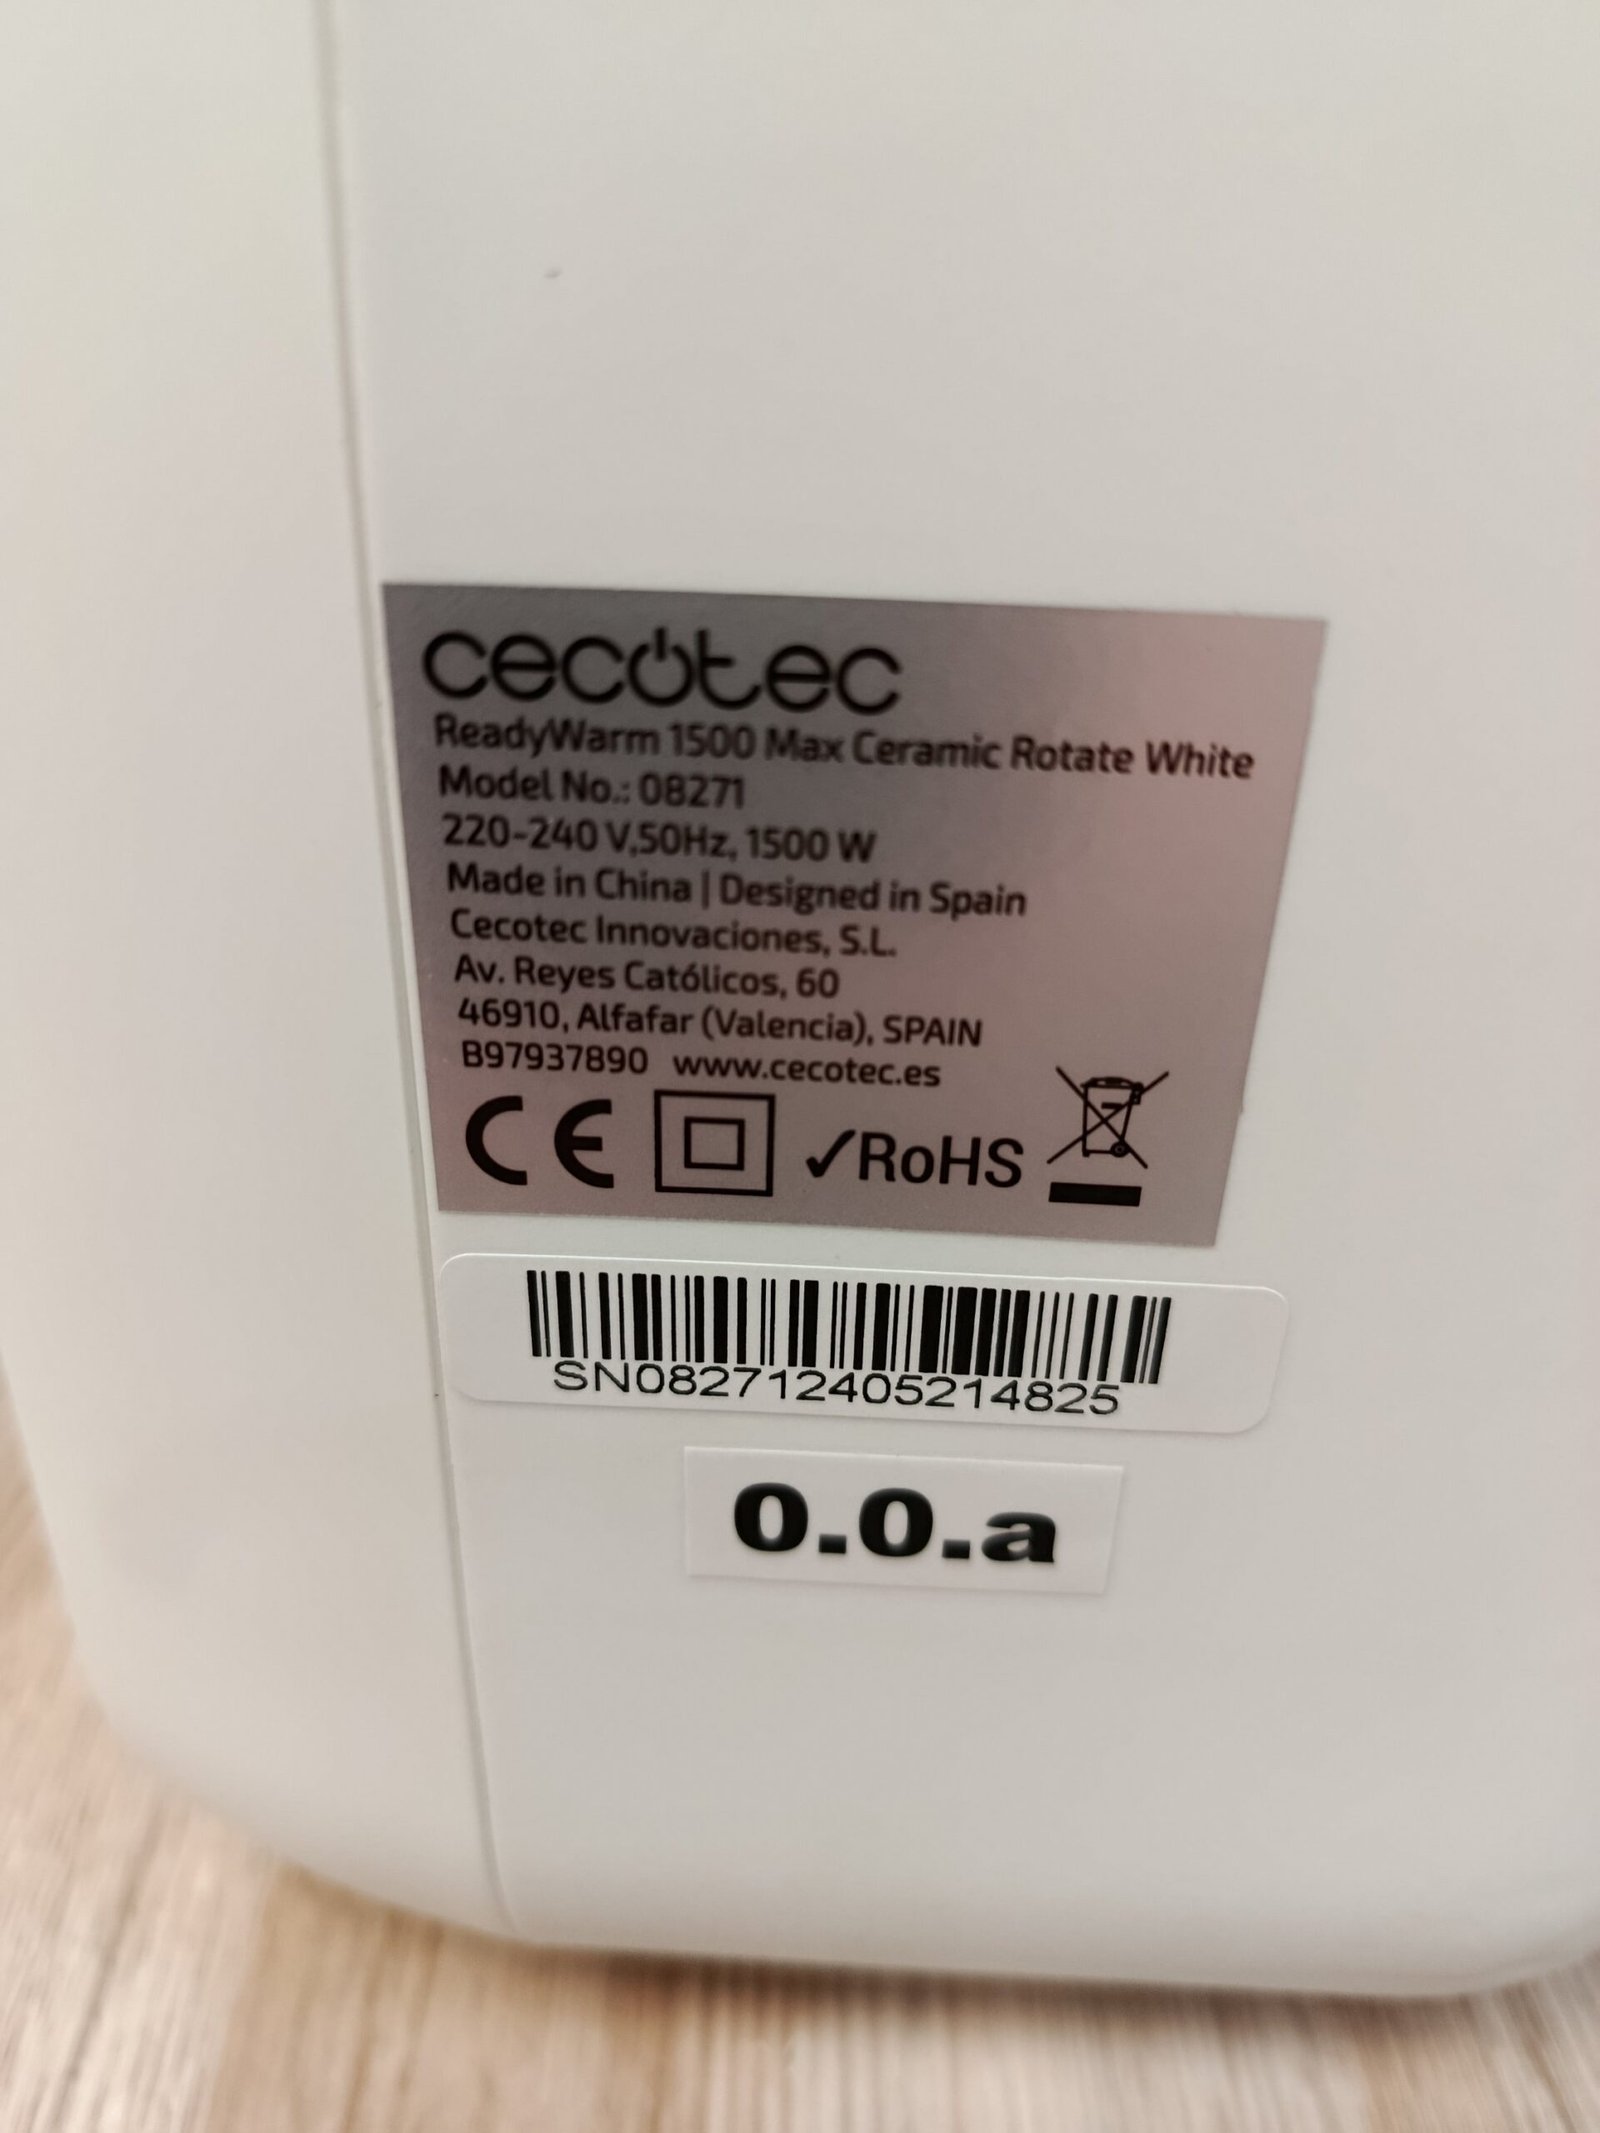 cecotec
ReadyWarm 1500 Max Ceramic Rotate White
Model No.: 08271
220-240 V,50Hz, 1500 W
Made in China | Designed in Spain
Cecotec Innovaciones, S.L.
Av. Reyes Católicos, 60
46910, Alfafar (Valencia), SPAIN
B97937890 www.cecotec.es
CE ✓RoHS
SN082712405214825
0.0.a